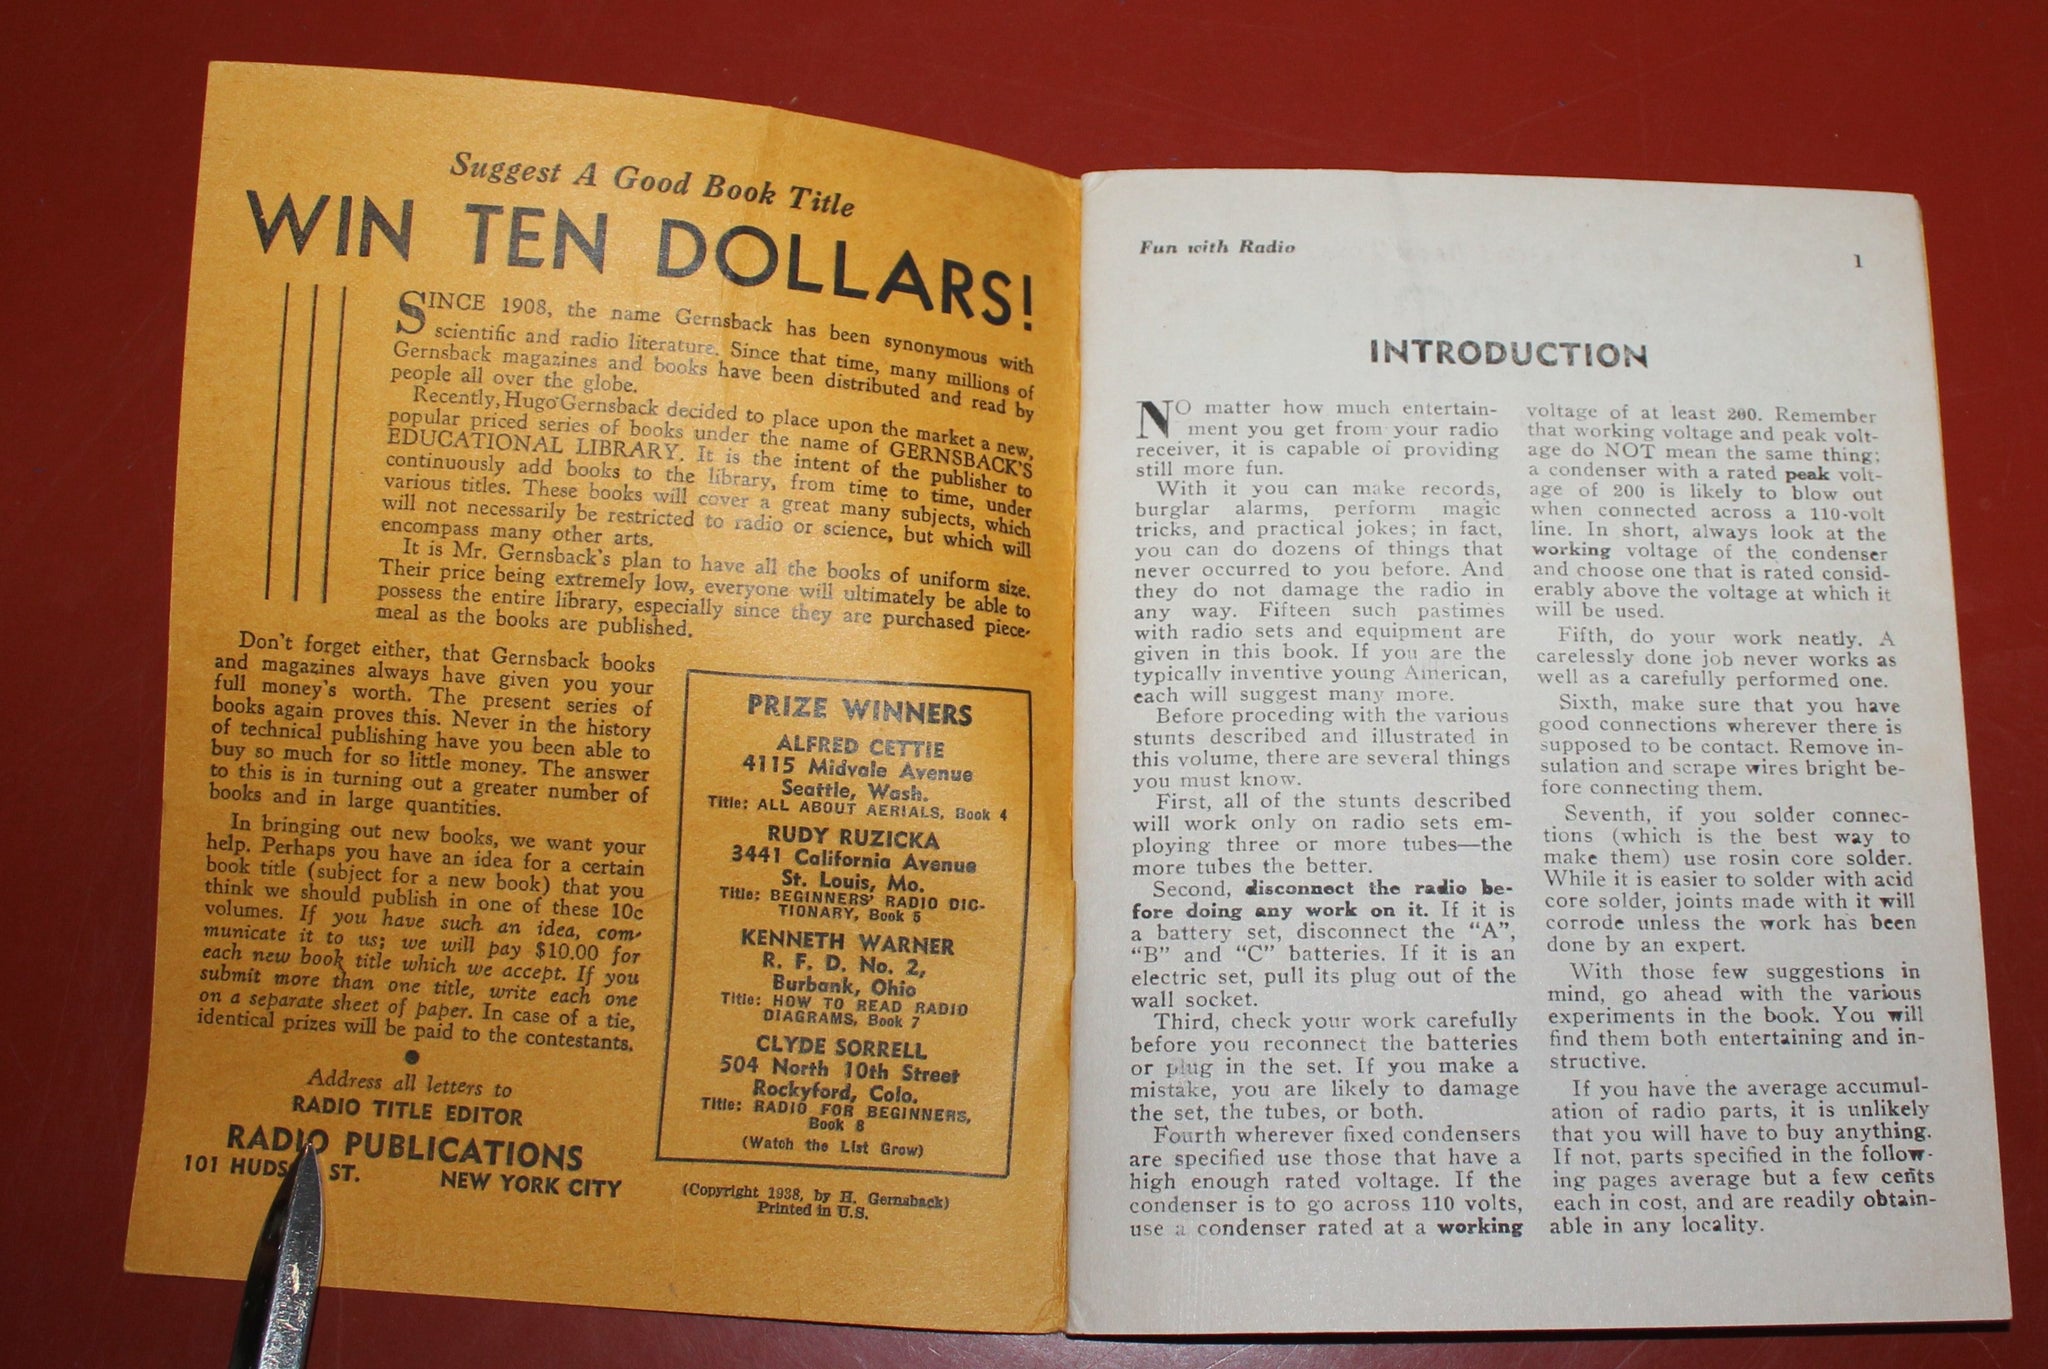 Suggest A Good Book Title
WIN TEN DOLLARS!
SINCE 1908, the name Gernsback has been synonymous with
scientific and radio literature. Since that time, many millions of
Gernsback magazines and books have been distributed and read by
people all over the globe.
Recently, Hugo Gernsback decided to place upon the market a new,
popular priced series of books under the name of GERNSBACK'S
EDUCATIONAL LIBRARY. It is the intent of the publisher to
continuously add books to the library, from time to time, under
various titles. These books will cover a great many subjects, which
will not necessarily be restricted to radio or science, but which will
encompass many other arts.
It is Mr. Gernsback's plan to have all the books of uniform size.
Their price being extremely low, everyone will ultimately be able to
possess the entire library, especially since they are purchased piece-
meal as the books are published.
Don't forget either, that Gernsback books
and magazines always have given you your
full money's worth. The present series of
books again proves this. Never in the history
of technical publishing have you been able to
buy so much for so little money. The answer
to this is in turning out a greater number of
books and in large quantities.
In bringing out new books, we want your
help. Perhaps you have an idea for a certain
book title (subject for a new book) that you
think we should publish in one of these 10c
volumes. If you have such an idea, com-
municate it to us; we will pay $10.00 for
each new book title which we accept. If you
submit more than one title, write each one
on a separate sheet of paper. In case of a tie,
identical prizes will be paid to the contestants.
Address all letters to
RADIO TITLE EDITOR
RADIO PUBLICATIONS
101 HUDSON ST. NEW YORK CITY
PRIZE WINNERS
ALFRED CETTIE
4115 Midvale Avenue
Seattle, Wash.
Title: ALL ABOUT AERIALS, Book 4
RUDY RUZICKA
3441 California Avenue
St. Louis, Mo.
Title: BEGINNERS' RADIO DIC-
TIONARY, Book 5
KENNETH WARNER
R. F. D. No. 2,
Burbank, Ohio
Title: HOW TO READ RADIO
DIAGRAMS, Book 7
CLYDE SORRELL
504 North 10th Street
Rockyford, Colo.
Title: RADIO FOR BEGINNERS,
Book 8
(Watch the List Grow)
(Copyright 1938, by H. Gernsback)
Printed in U.S.
Fun with Radio
1
INTRODUCTION
NO matter how much entertain-
ment you get from your radio
receiver, it is capable of providing
still more fun.
With it you can make records,
burglar alarms, perform magic
tricks, and practical jokes; in fact,
you can do dozens of things that
never occurred to you before. And
they do not damage the radio in
any way. Fifteen such pastimes
with radio sets and equipment are
given in this book. If you are the
typically inventive young American,
each will suggest many more.
Before proceding with the various
stunts described and illustrated in
this volume, there are several things
you must know.
First, all of the stunts described
will work only on radio sets em-
ploying three or more tubes—the
more tubes the better.
Second, disconnect the radio be-
fore doing any work on it. If it is
a battery set, disconnect the "A",
"B" and "C" batteries. If it is an
electric set, pull its plug out of the
wall socket.
Third, check your work carefully
before you reconnect the batteries
or plug in the set. If you make a
mistake, you are likely to damage
the set, the tubes, or both.
Fourth wherever fixed condensers
are specified use those that have a
high enough rated voltage. If the
condenser is to go across 110 volts,
use a condenser rated at a working
voltage of at least 200. Remember
that working voltage and peak volt-
age do NOT mean the same thing;
a condenser with a rated peak volt-
age of 200 is likely to blow out
when connected across a 110-volt
line. In short, always look at the
working voltage of the condenser
and choose one that is rated consid-
erably above the voltage at which it
will be used.
Fifth, do your work neatly. A
carelessly done job never works as
well as a carefully performed one.
Sixth, make sure that you have
good connections wherever there is
supposed to be contact. Remove in-
sulation and scrape wires bright be-
fore connecting them.
Seventh, if you solder connec-
tions (which is the best way to
make them) use rosin core solder.
While it is easier to solder with acid
core solder, joints made with it will
corrode unless the work has been
done by an expert.
With those few suggestions in
mind, go ahead with the various
experiments in the book. You will
find them both entertaining and in-
structive.
If you have the average accumul-
ation of radio parts, it is unlikely
that you will have to buy anything.
If not, parts specified in the follow-
ing pages average but a few cents
each in cost, and are readily obtain-
able in any locality.